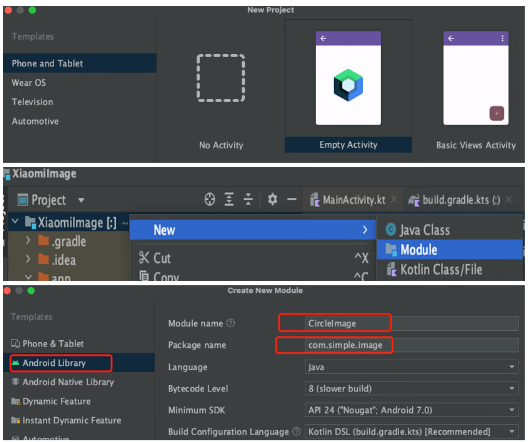 New Project
Templates
Phone and Tablet
Wear OS
Television
Automotive
No Activity
Empty Activity
Basic Views Activity
XiaomiImage
Project
MainActivity.kt
build.gradle.kts (:)
XiaomiImage [:]
New
Java Class
.gradle
Module
.idea
Cut
^X
Kotlin Class/File
app
Copy
^C
Create New Module
Templates
Module name
CircleImage
Phone & Tablet
Package name
com.simple.image
Android Library
Language
Java
Android Native Library
Bytecode Level
8 (slower build)
Dynamic Feature
Minimum SDK
API 24 ("Nougat"; Android 7.0)
Instant Dynamic Feature
Build Configuration Language
Kotlin DSL (build.gradle.kts) [Recommended]
Automotive